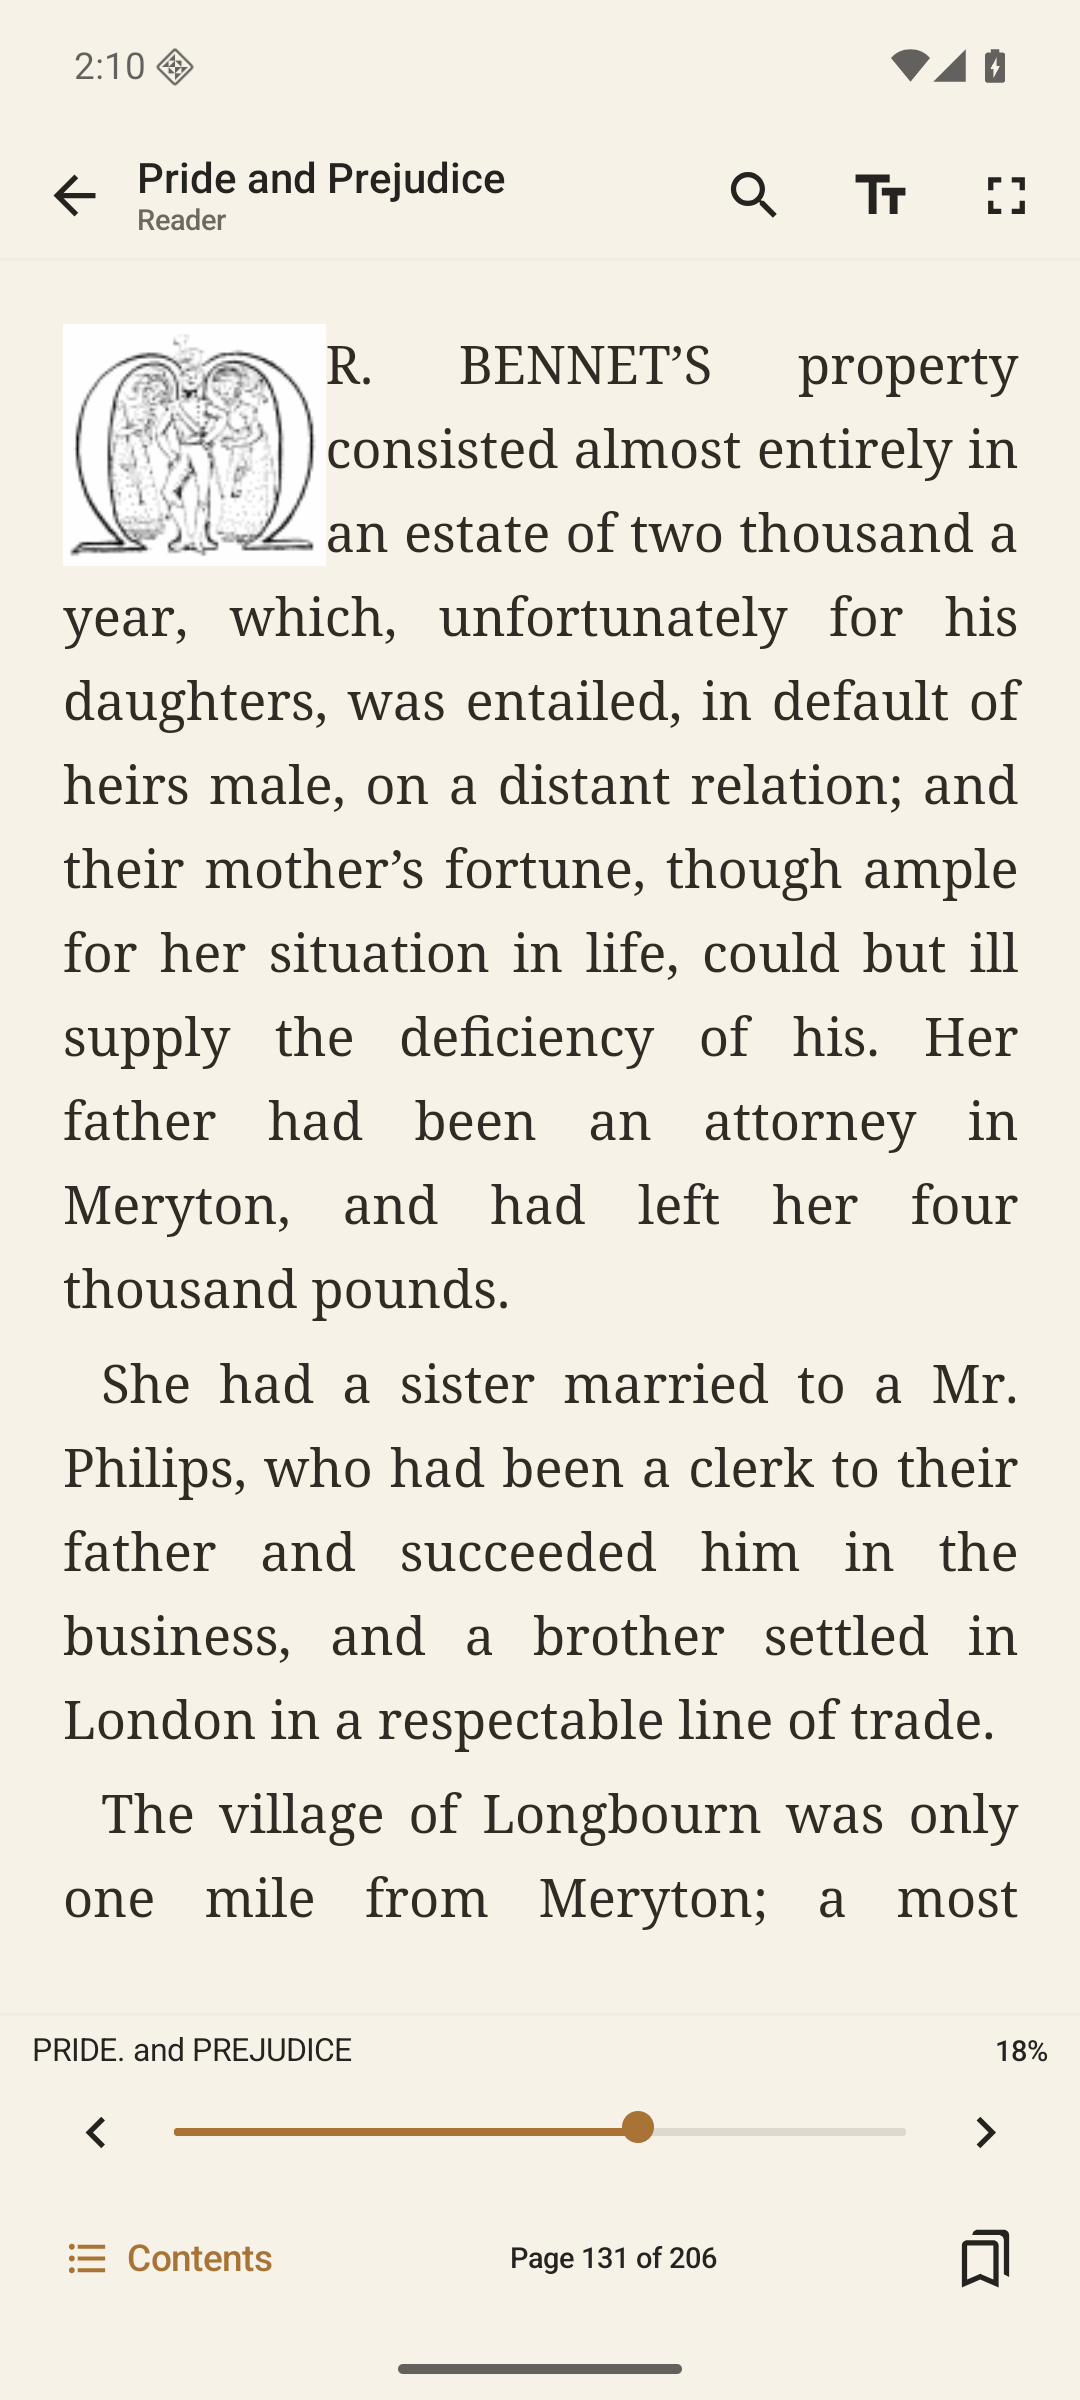 2:10
Pride and Prejudice
Reader
R. BENNET’S property
consisted almost entirely in
an estate of two thousand a
year, which, unfortunately for his
daughters, was entailed, in default of
heirs male, on a distant relation; and
their mother’s fortune, though ample
for her situation in life, could but ill
supply the deficiency of his. Her
father had been an attorney in
Meryton, and had left her four
thousand pounds.
She had a sister married to a Mr.
Philips, who had been a clerk to their
father and succeeded him in the
business, and a brother settled in
London in a respectable line of trade.
The village of Longbourn was only
one mile from Meryton; a most
PRIDE. and PREJUDICE
18%
Contents
Page 131 of 206